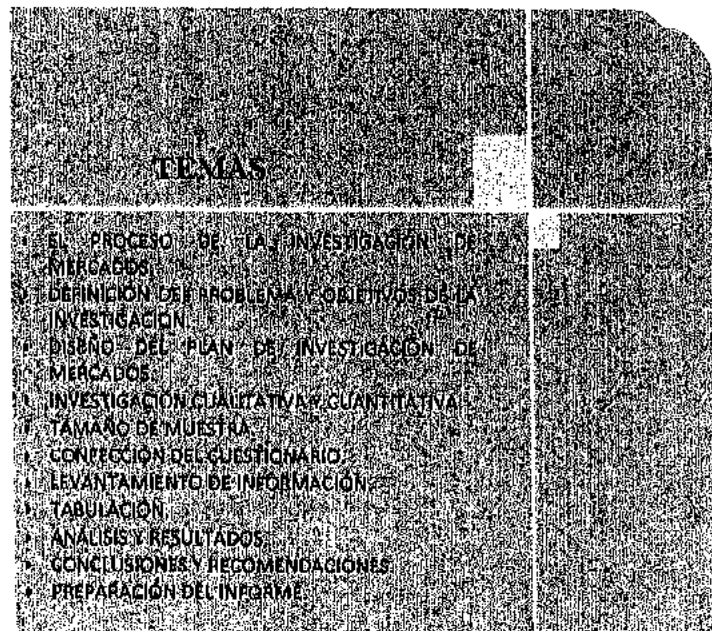 TEMAS
EL PROCESO DE LA INVESTIGACIÓN DE
MERCADOS.
DEFINICIÓN DEL PROBLEMA Y OBJETIVOS DE LA
INVESTIGACIÓN.
DISEÑO DEL PLAN DE INVESTIGACIÓN DE
MERCADOS.
INVESTIGACIÓN CUALITATIVA Y CUANTITATIVA
TAMAÑO DE MUESTRA.
CONFECCIÓN DEL CUESTIONARIO.
LEVANTAMIENTO DE INFORMACIÓN.
TABULACIÓN.
ANÁLISIS Y RESULTADOS.
CONCLUSIONES Y RECOMENDACIONES.
PREPARACIÓN DEL INFORME.